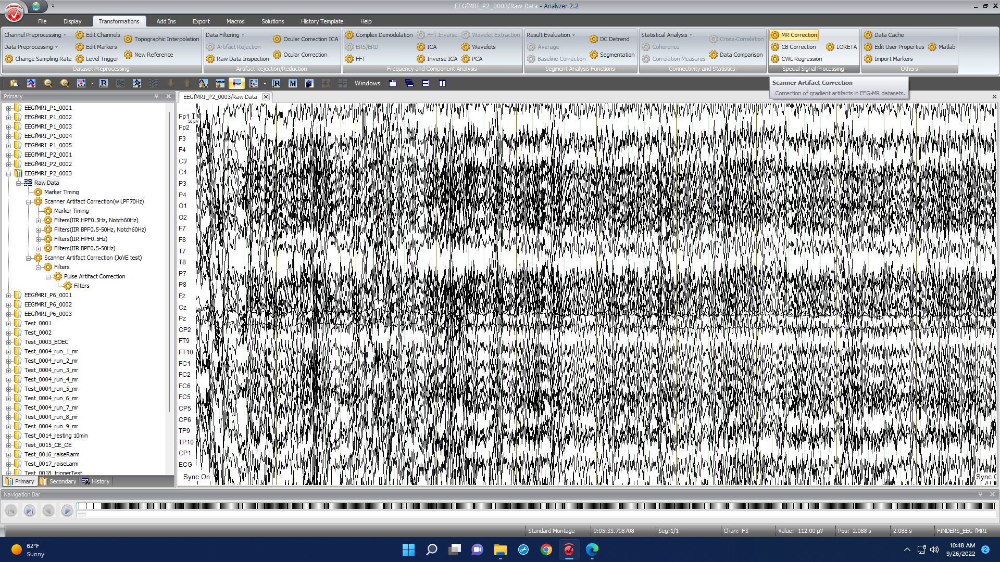 EEGfMRI_P2_0003/Raw Data - Analyzer 2.2
File Display Transformations Add Ins Export Macros Solutions History Template Help
Channel Preprocessing
Data Preprocessing
Change Sampling Rate
Edit Channels
Edit Markers
Level Trigger
Topographic Interpolation
New Reference
Dataset Preprocessing
Data Filtering
Artifact Rejection
Raw Data Inspection
Ocular Correction ICA
Ocular Correction
Artifact Rejection/Reduction
Complex Demodulation
ERS/ERD
FFT
FFT Inverse
ICA
Inverse ICA
Wavelet Extraction
Wavelets
PCA
Frequency and Component Analysis
Result Evaluation
Average
Baseline Correction
DC Detrend
Segmentation
Segment Analysis Functions
Statistical Analysis
Coherence
Correlation Measures
Cross-Correlation
Data Comparison
Connectivity and Statistics
MR Correction
CB Correction
CWL Regression
LORETA
Special Signal Processing
Data Cache
Edit User Properties
Import Markers
Matlab
Others
Windows
Scanner Artifact Correction
Correction of gradient artifacts in EEG-MR datasets.
Primary
EEGfMRI_P1_0001
EEGfMRI_P1_0002
EEGfMRI_P1_0003
EEGfMRI_P1_0004
EEGfMRI_P1_0005
EEGfMRI_P2_0001
EEGfMRI_P2_0002
EEGfMRI_P2_0003
Raw Data
Marker Timing
Scanner Artifact Correction(w LPF70Hz)
Marker Timing
Filters(IIR HPF0.5Hz, Notch60Hz)
Filters(IIR BPF0.5-50Hz, Notch60Hz)
Filters(IIR HPF0.5Hz)
Filters(IIR BPF0.5-50Hz)
Scanner Artifact Correction (JoVE test)
Filters
Pulse Artifact Correction
Filters
EEGfMRI_P6_0001
EEGfMRI_P6_0002
EEGfMRI_P6_0003
Test_0001
Test_0002
Test_0003_EOEC
Test_0004_run_1_mr
Test_0004_run_2_mr
Test_0004_run_3_mr
Test_0004_run_4_mr
Test_0004_run_5_mr
Test_0004_run_6_mr
Test_0004_run_7_mr
Test_0004_run_8_mr
Test_0004_run_9_mr
Test_0014_resting 10min
Test_0015_CE_OE
Test_0016_raiseRarm
Test_0017_raiseLarm
Test_0018_triggerTest
Primary Secondary History
EEGfMRI_P2_0003/Raw Data
Fp1
50 µV
Fp2
F3
F4
C3
C4
P3
P4
O1
O2
F7
F8
T7
T8
P7
P8
Fz
Cz
Pz
CP2
FT9
FT10
FC1
FC2
FC6
FC5
CP5
CP6
TP9
TP10
CP1
ECG
Sync On
Sync
Navigation Bar
Standard Montage 9:05:33.798708 Seg:1/1 Chan: F3 Value: -112.00 µV Pos: 2.088 s 2.088 s FINDERS_EEG-fMRI
62°F
Sunny
10:48 AM
9/26/2022
2